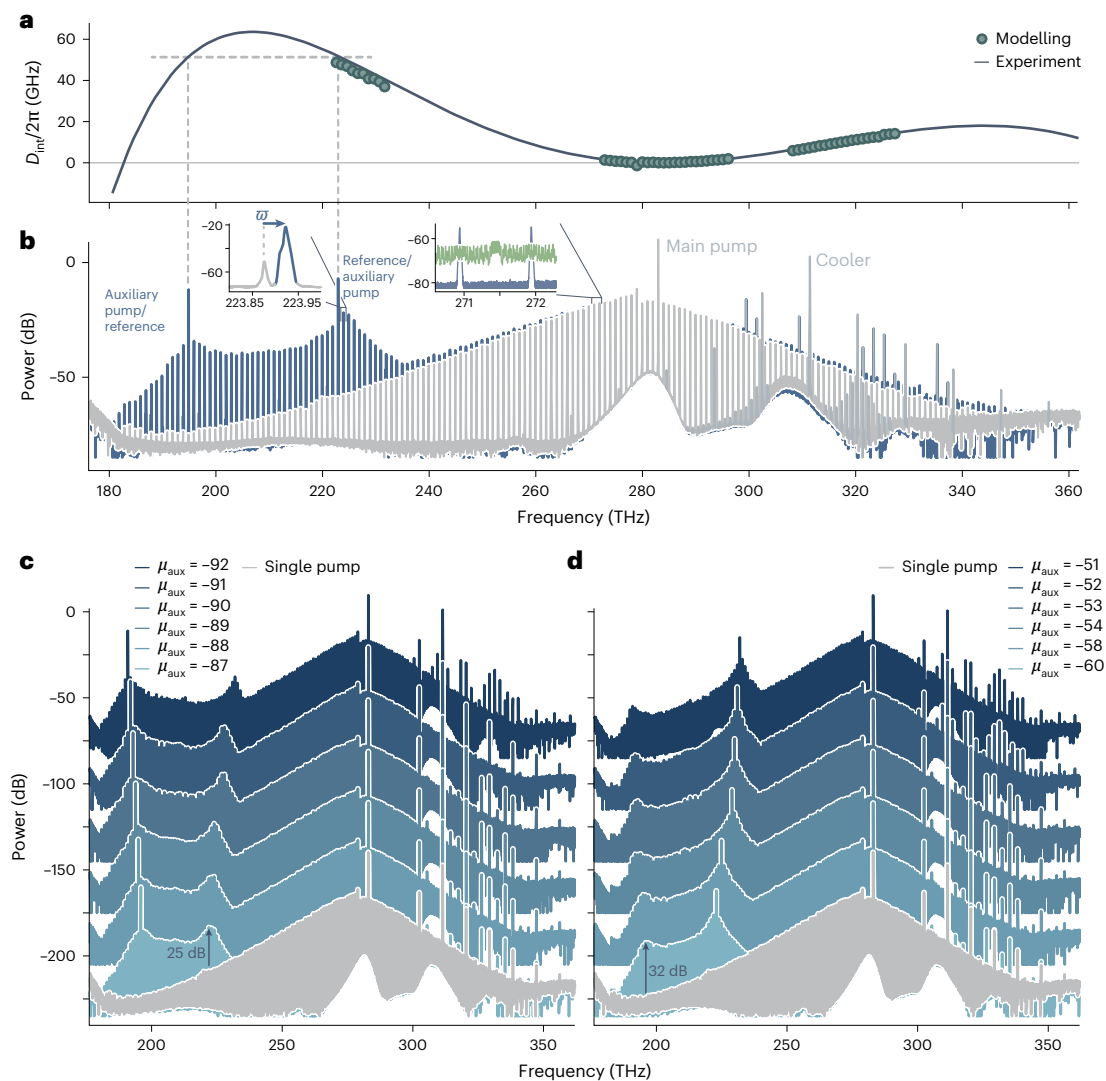 a
60
40
20
0
D_int/2π (GHz)
Modelling
Experiment
b
0
−50
Power (dB)
ϖ
−20
−60
223.85
223.95
−60
−80
271
272
Auxiliary
pump/
reference
Reference/
auxiliary
pump
Main pump
Cooler
180
200
220
240
260
280
300
320
340
360
Frequency (THz)
c
μ_aux = −92
μ_aux = −91
μ_aux = −90
μ_aux = −89
μ_aux = −88
μ_aux = −87
Single pump
0
−50
−100
−150
−200
Power (dB)
25 dB
200
250
300
350
d
Single pump
μ_aux = −51
μ_aux = −52
μ_aux = −53
μ_aux = −54
μ_aux = −58
μ_aux = −60
32 dB
200
250
300
350
Frequency (THz)